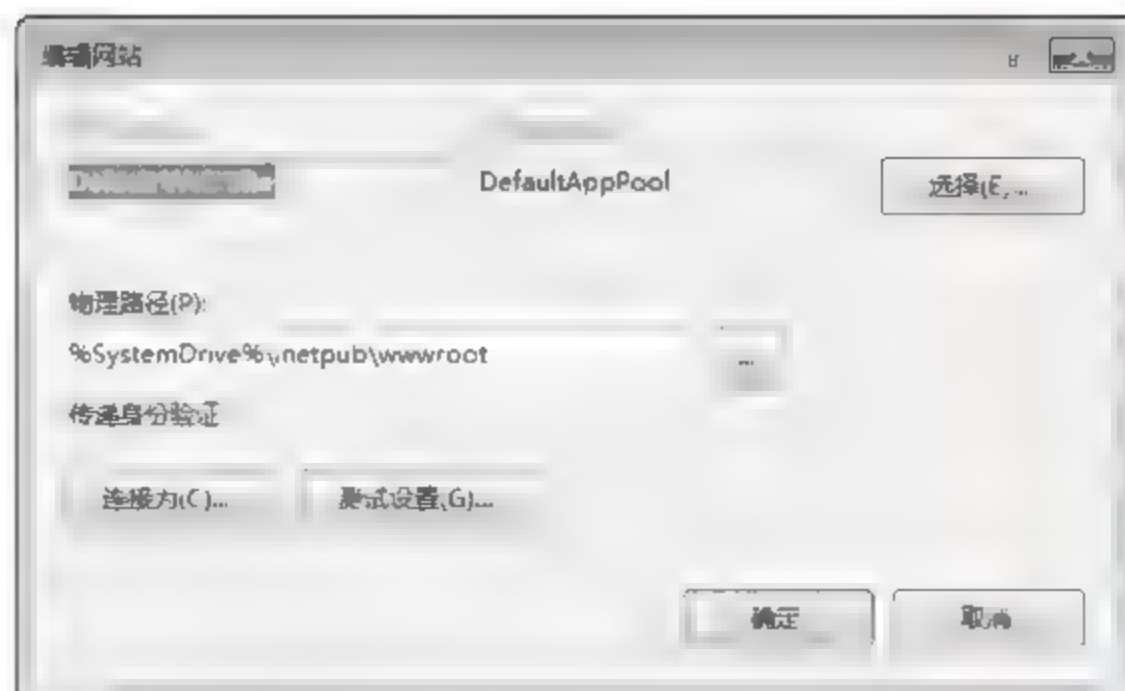 编辑网站
DefaultAppPool 选择(E)...
物理路径(P):
%SystemDrive%\inetpub\wwwroot ...
传递身份验证
连接为(C)... 测试设置(G)...
确定 取消